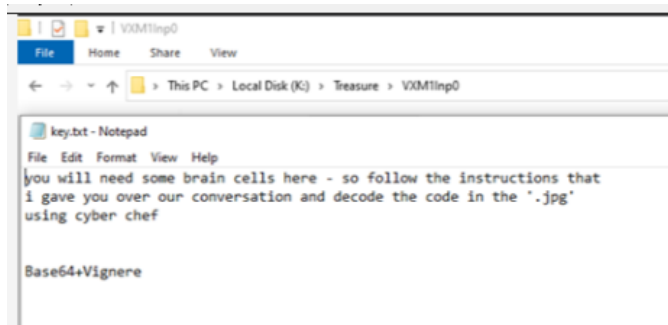 VXM1Inp0
File Home Share View
This PC > Local Disk (K:) > Treasure > VXM1Inp0
key.txt - Notepad
File Edit Format View Help
you will need some brain cells here - so follow the instructions that
i gave you over our conversation and decode the code in the '.jpg'
using cyber chef
Base64+Vignere